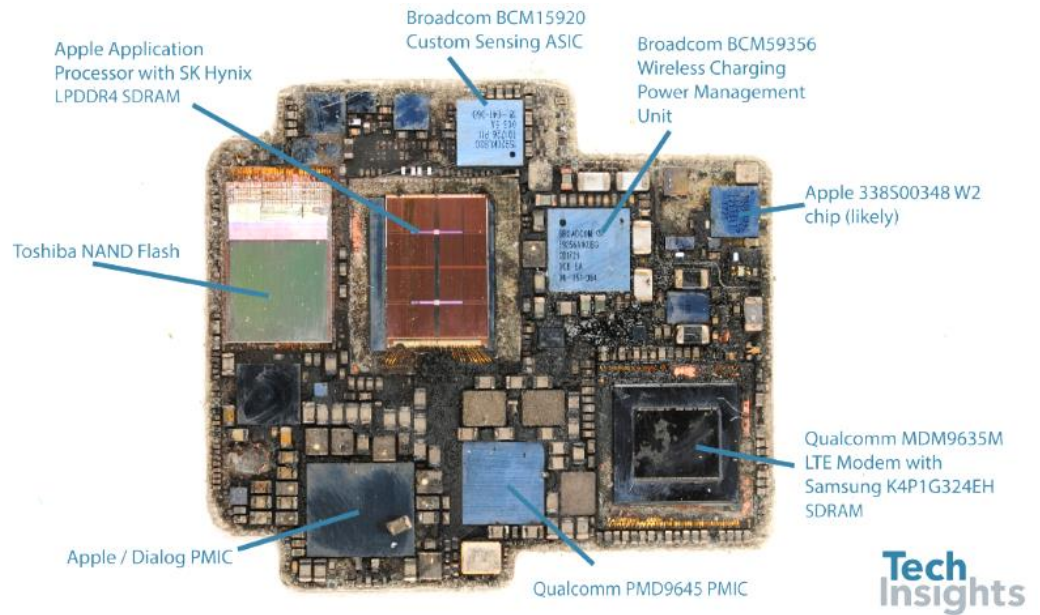 Broadcom BCM15920
Custom Sensing ASIC
Apple Application
Processor with SK Hynix
LPDDR4 SDRAM
Broadcom BCM59356
Wireless Charging
Power Management
Unit
Apple 338S00348 W2
chip (likely)
Toshiba NAND Flash
BROADCOM
Qualcomm MDM9635M
LTE Modem with
Samsung K4P1G324EH
SDRAM
Apple / Dialog PMIC
Qualcomm PMD9645 PMIC
Tech
Insights